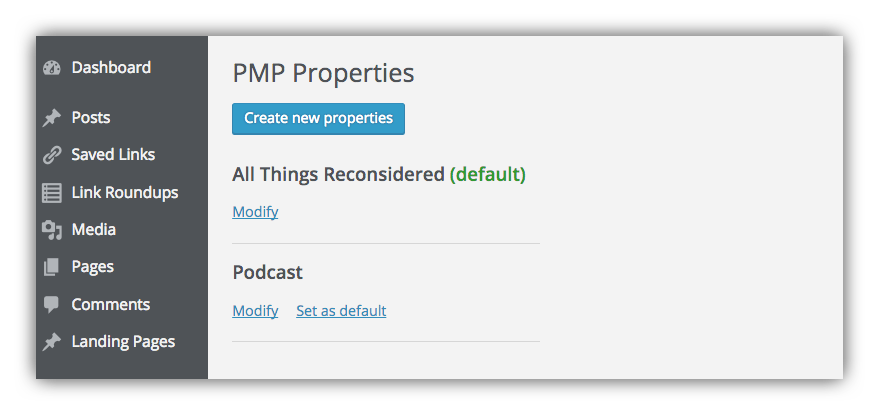 Dashboard
Posts
Saved Links
Link Roundups
Media
Pages
Comments
Landing Pages
PMP Properties
Create new properties
All Things Reconsidered (default)
Modify
Podcast
Modify Set as default